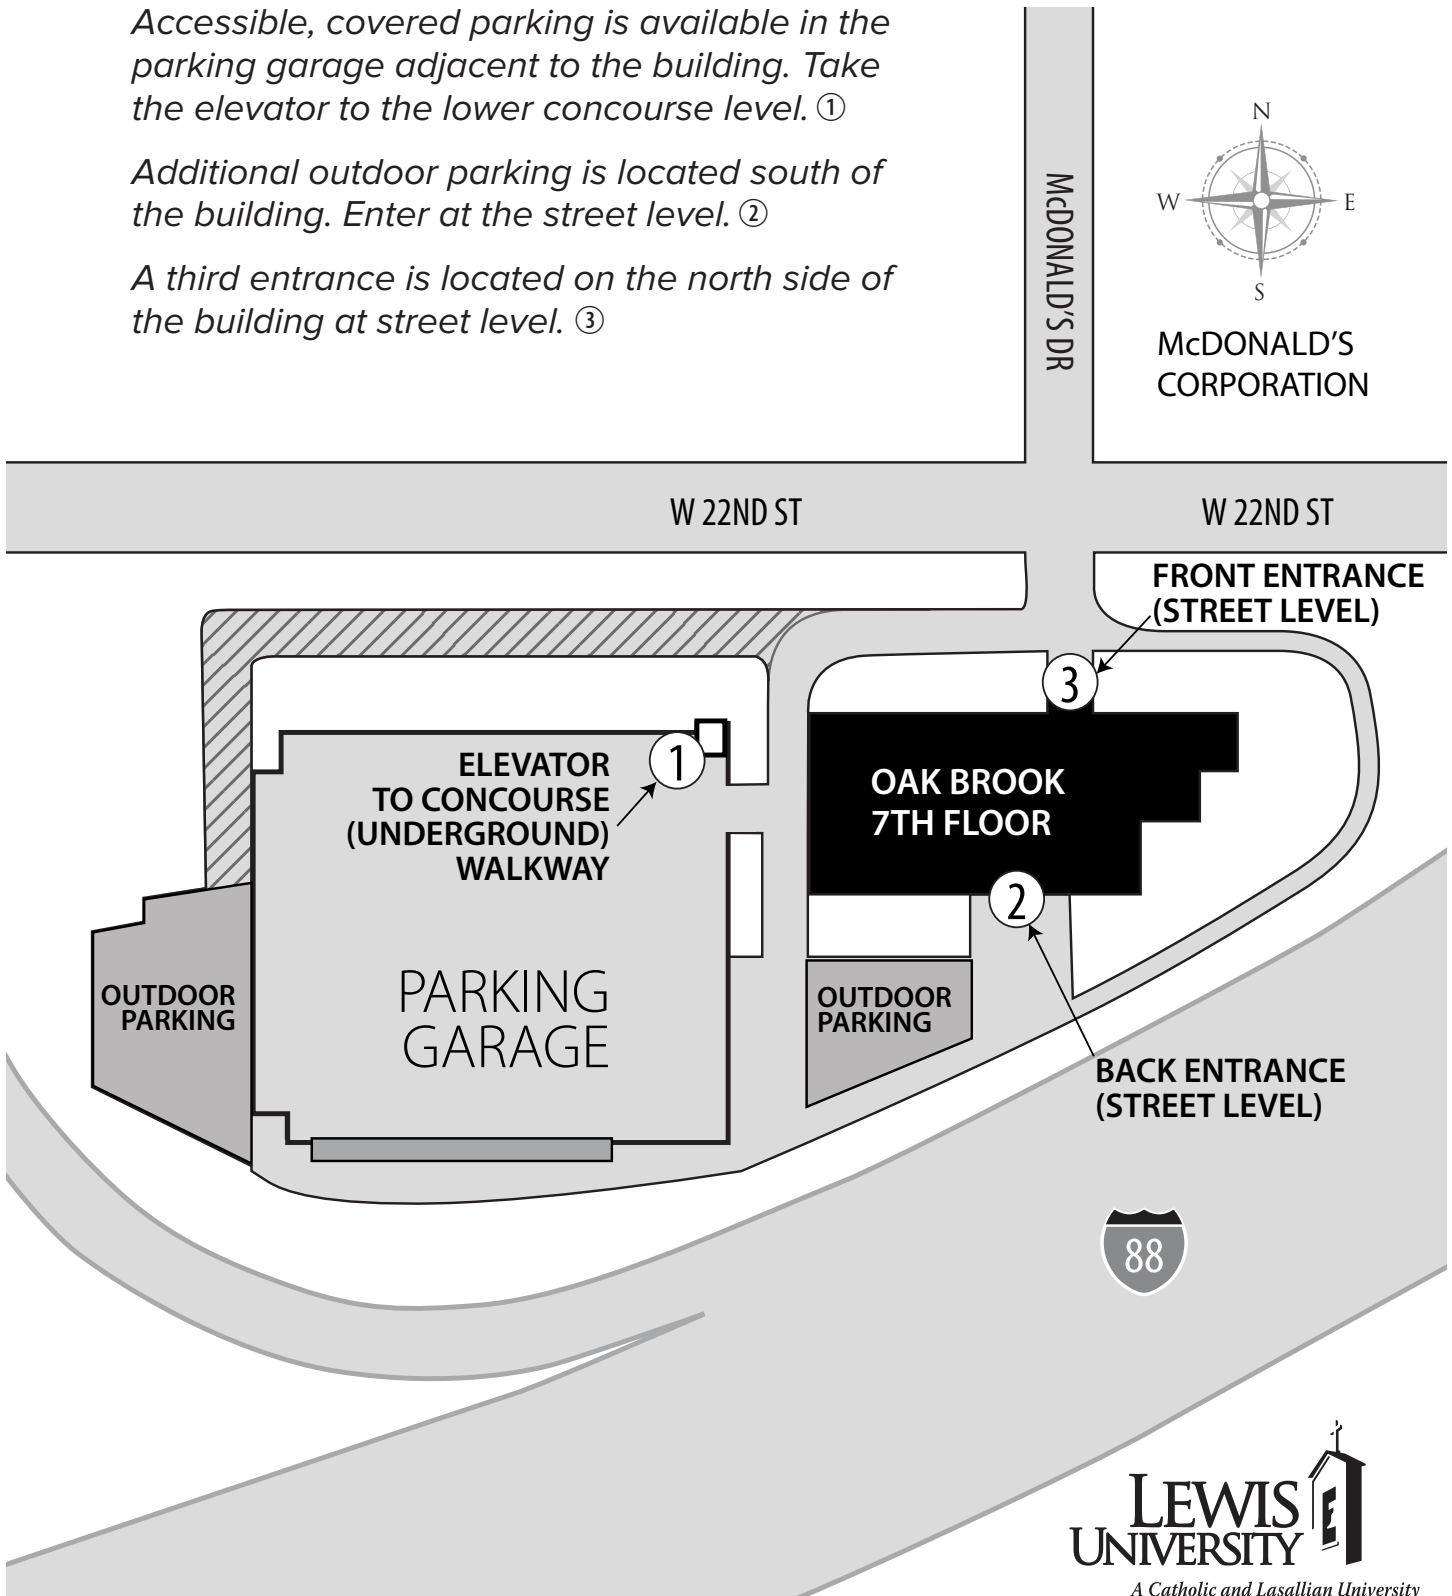 Accessible, covered parking is available in the
parking garage adjacent to the building. Take
the elevator to the lower concourse level. ①
Additional outdoor parking is located south of
the building. Enter at the street level. ②
A third entrance is located on the north side of
the building at street level. ③
McDONALD'S DR
N
W
E
S
McDONALD'S
CORPORATION
W 22ND ST
W 22ND ST
FRONT ENTRANCE
(STREET LEVEL)
3
1
ELEVATOR
TO CONCOURSE
(UNDERGROUND)
WALKWAY
OAK BROOK
7TH FLOOR
2
PARKING
GARAGE
OUTDOOR
PARKING
OUTDOOR
PARKING
BACK ENTRANCE
(STREET LEVEL)
88
LEWIS
UNIVERSITY
A Catholic and Lasallian University